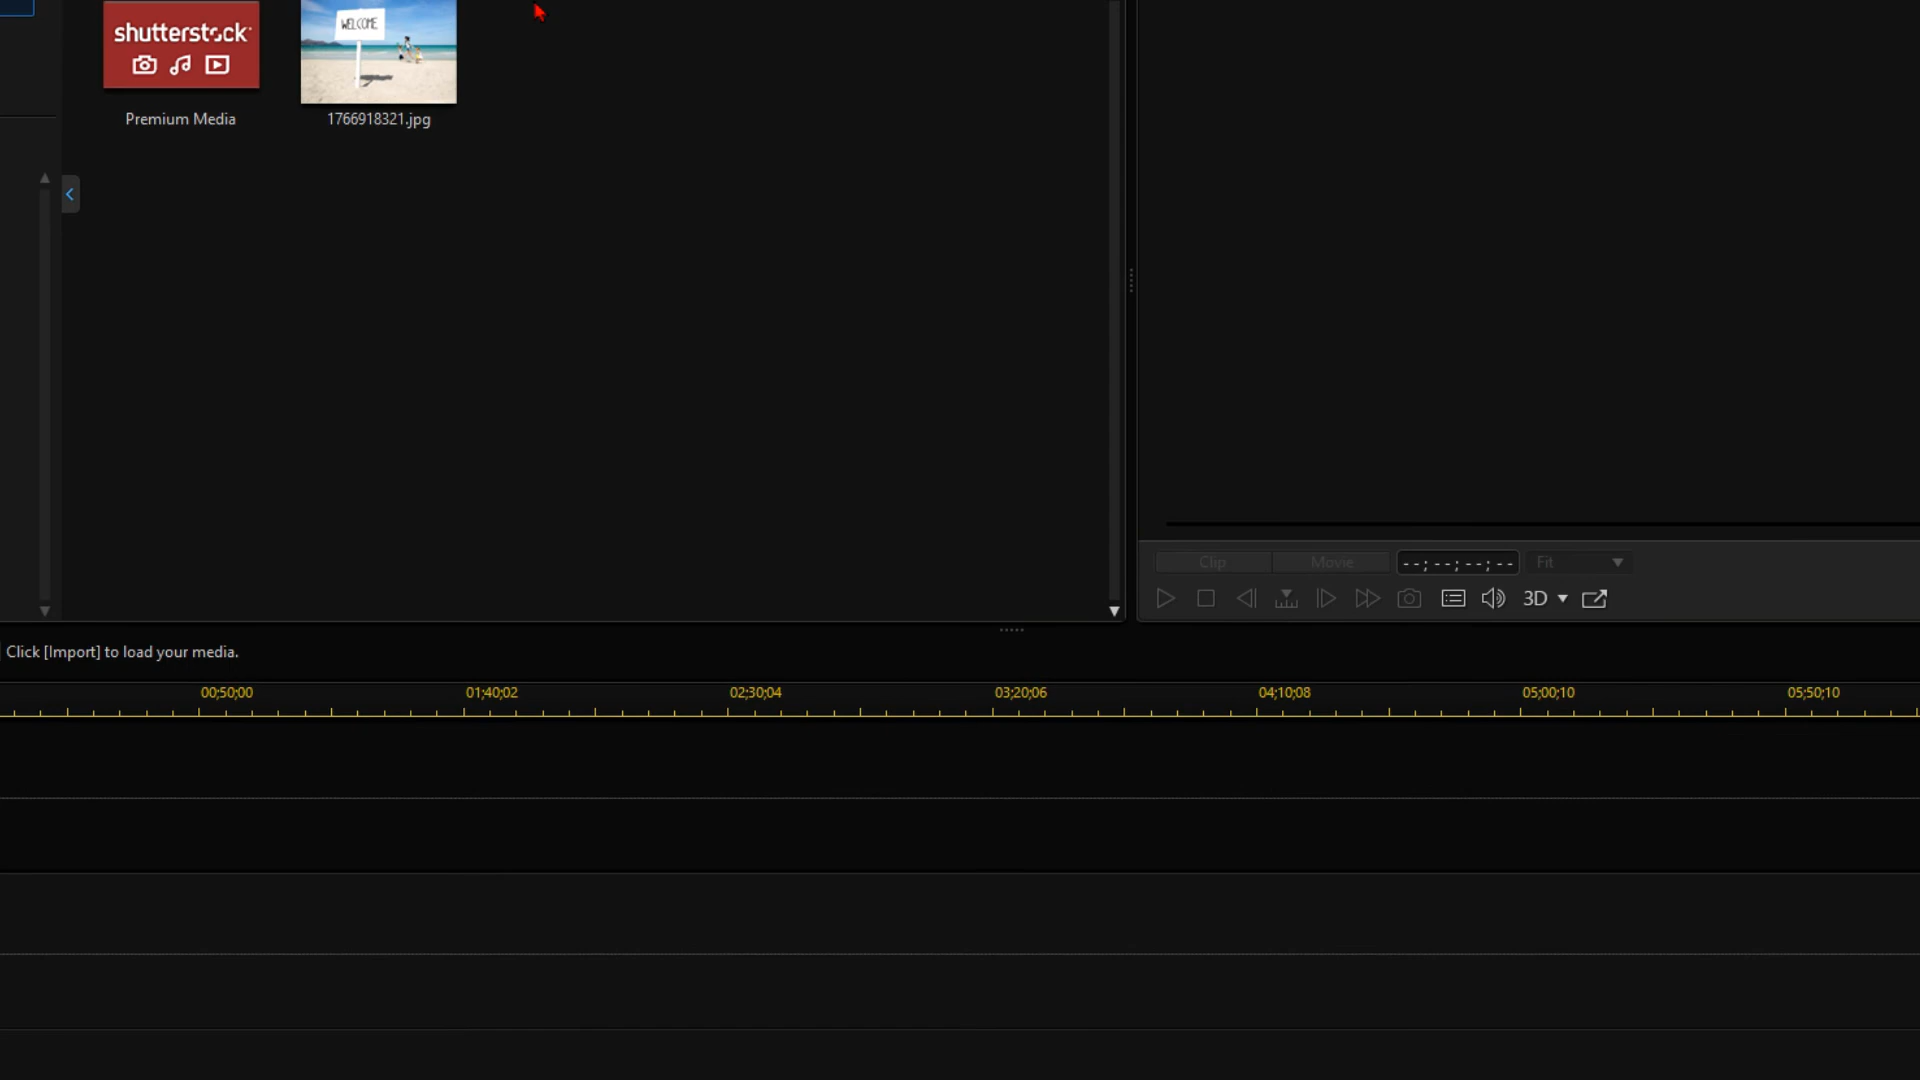 shutterstock
WELCOME
Premium Media
1766918321.jpg
Clip
Movie
--;--;--;--
Fit
3D
Click [Import] to load your media.
00;50;00
01;40;02
02;30;04
03;20;06
04;10;08
05;00;10
05;50;10